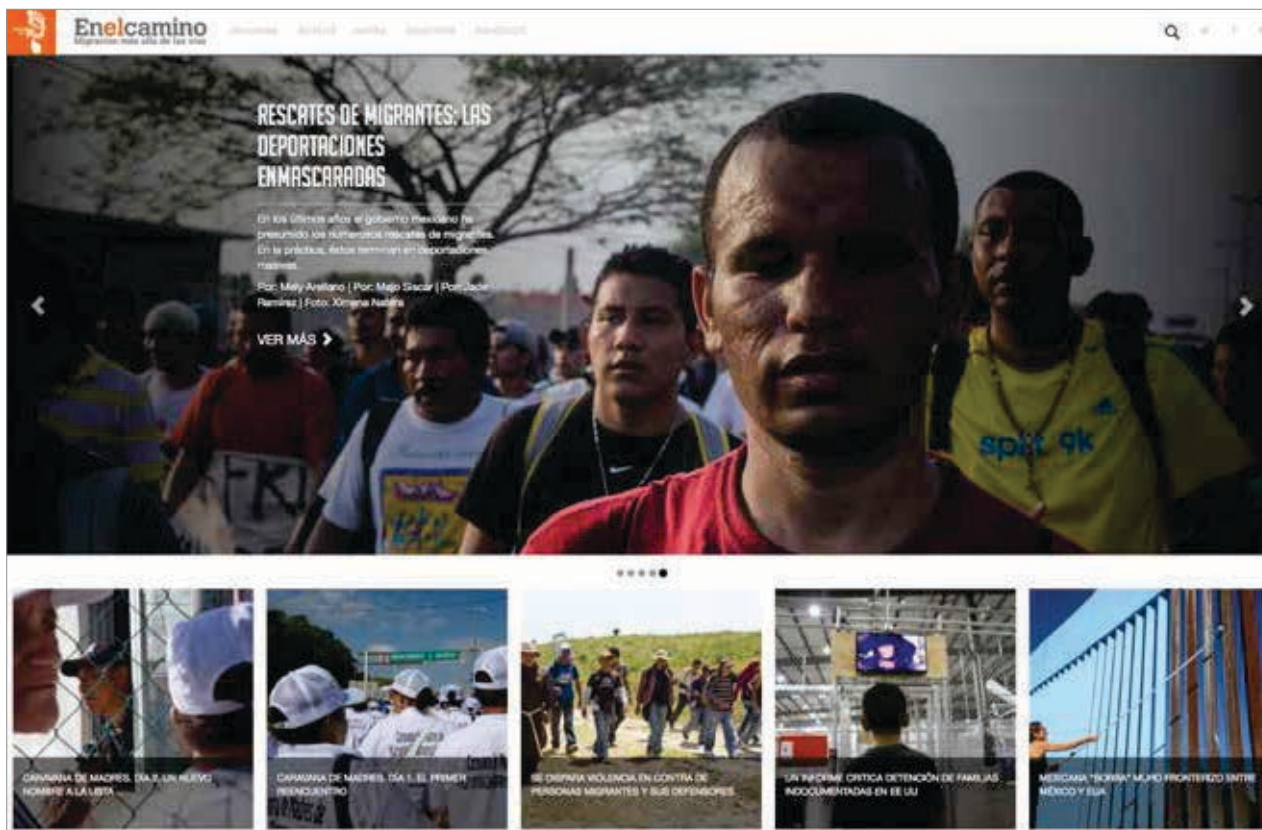 Enelcamino
Migración más allá de las vías
RESCATES DE MIGRANTES: LAS
DEPORTACIONES
ENMASCARADAS
En los últimos años el gobierno mexicano ha
presumido los numerosos rescates de migrantes.
En la práctica, éstos terminan en deportaciones
masivas.
Por: Mely Arellano | Por: Majo Siscar | Por: Jade
Ramírez | Foto: Ximena Natera
VER MÁS
CARAVANA DE MADRES. DÍA 7. UN NUEVO
NOMBRE A LA LISTA
CARAVANA DE MADRES. DÍA 1. EL PRIMER
REENCUENTRO
SE DISPARA VIOLENCIA EN CONTRA DE
PERSONAS MIGRANTES Y SUS DEFENSORES
UN INFORME CRITICA DETENCIÓN DE FAMILIAS
INDOCUMENTADAS EN EE UU
MEXICANA "BORRA" MURO FRONTERIZO ENTRE
MÉXICO Y EUA